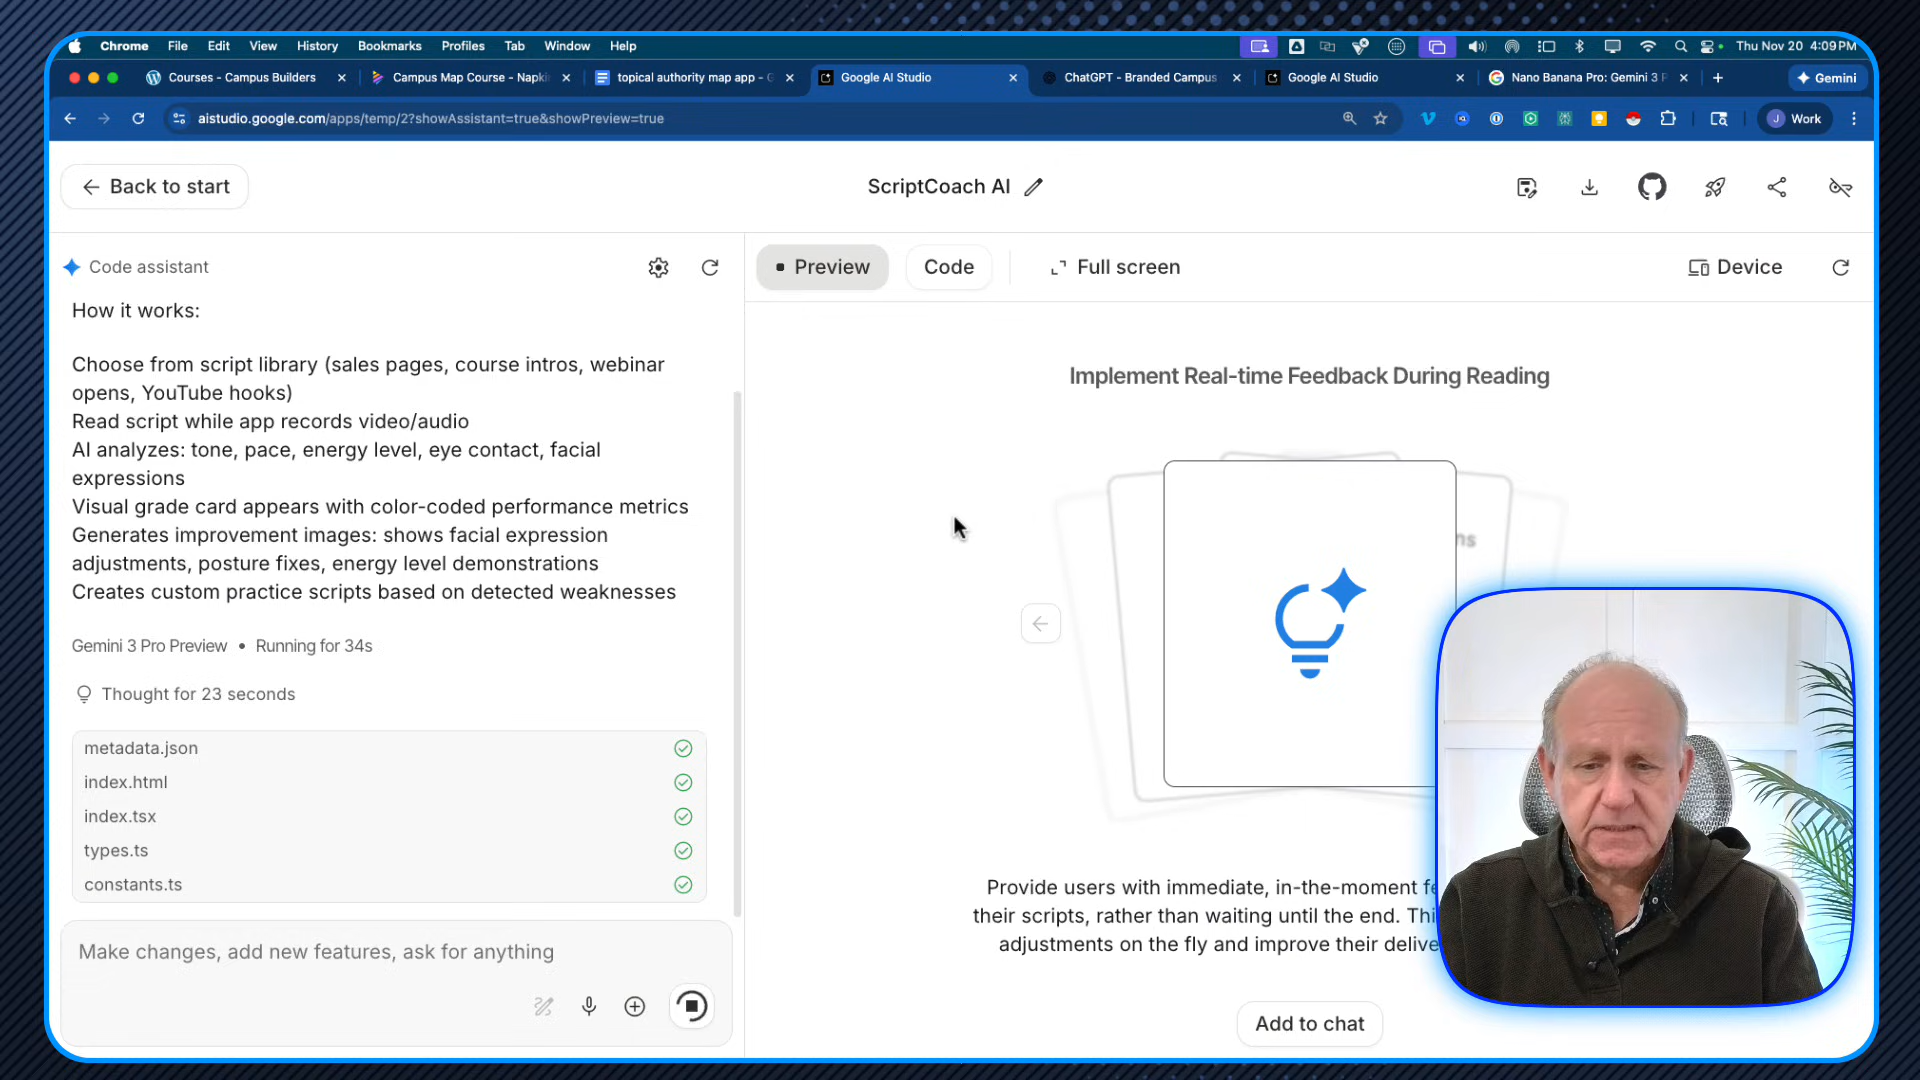 Chrome File Edit View History Bookmarks Profiles Tab Window Help Thu Nov 20 4:09 PM
Courses - Campus Builders Campus Map Course - Napki topical authority map app - G Google AI Studio ChatGPT - Branded Campus Google AI Studio Nano Banana Pro: Gemini 3 P Gemini
aistudio.google.com/apps/temp/2?showAssistant=true&showPreview=true J Work
Back to start ScriptCoach AI
Code assistant
Preview Code Full screen Device
How it works:
Choose from script library (sales pages, course intros, webinar
opens, YouTube hooks)
Read script while app records video/audio
AI analyzes: tone, pace, energy level, eye contact, facial
expressions
Visual grade card appears with color-coded performance metrics
Generates improvement images: shows facial expression
adjustments, posture fixes, energy level demonstrations
Creates custom practice scripts based on detected weaknesses
Gemini 3 Pro Preview • Running for 34s
Thought for 23 seconds
metadata.json
index.html
index.tsx
types.ts
constants.ts
Make changes, add new features, ask for anything
Implement Real-time Feedback During Reading
ns
Provide users with immediate, in-the-moment fe
their scripts, rather than waiting until the end. Thi
adjustments on the fly and improve their delive
Add to chat